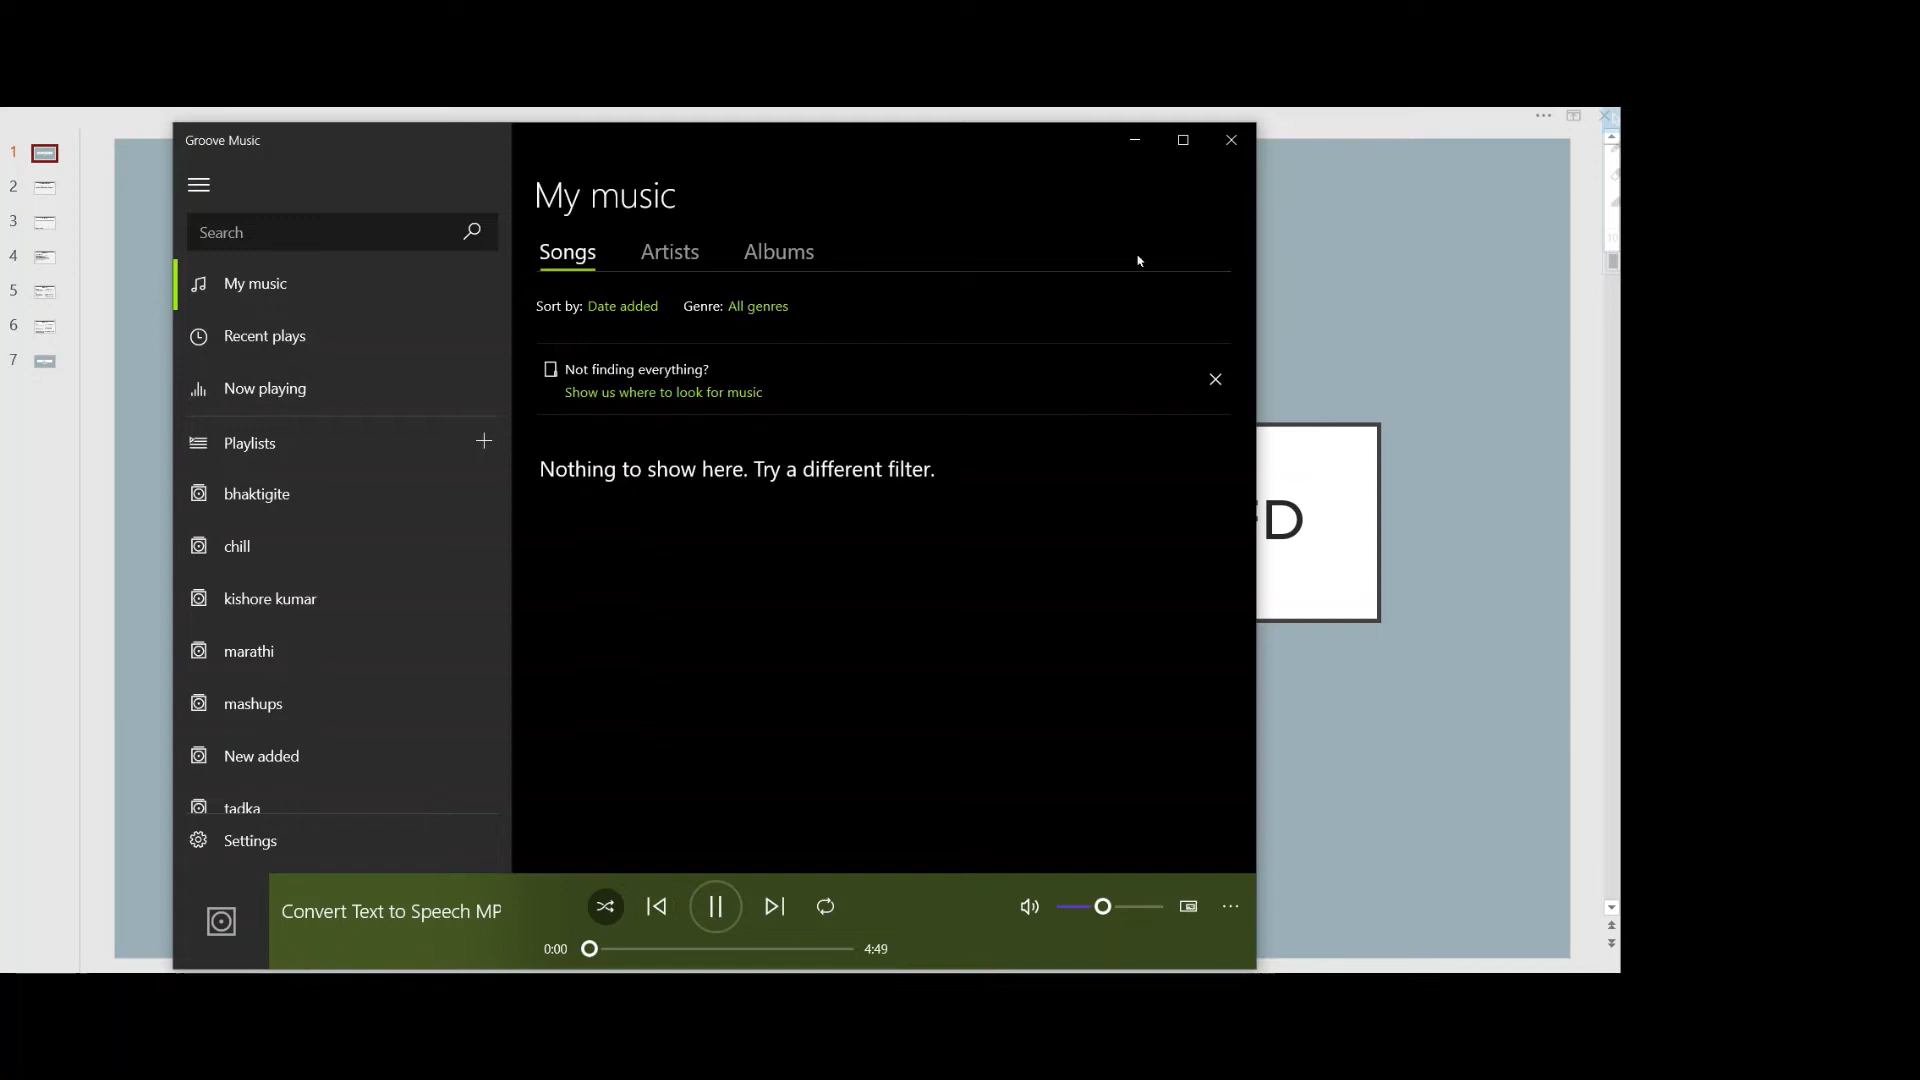 Groove Music
Search
My music
Recent plays
Now playing
Playlists
bhaktigite
chill
kishore kumar
marathi
mashups
New added
tadka
Settings
My music
Songs Artists Albums
Sort by: Date added Genre: All genres
Not finding everything?
Show us where to look for music
Nothing to show here. Try a different filter.
Convert Text to Speech MP
0:00 4:49
1
2
3
4
5
6
7
D